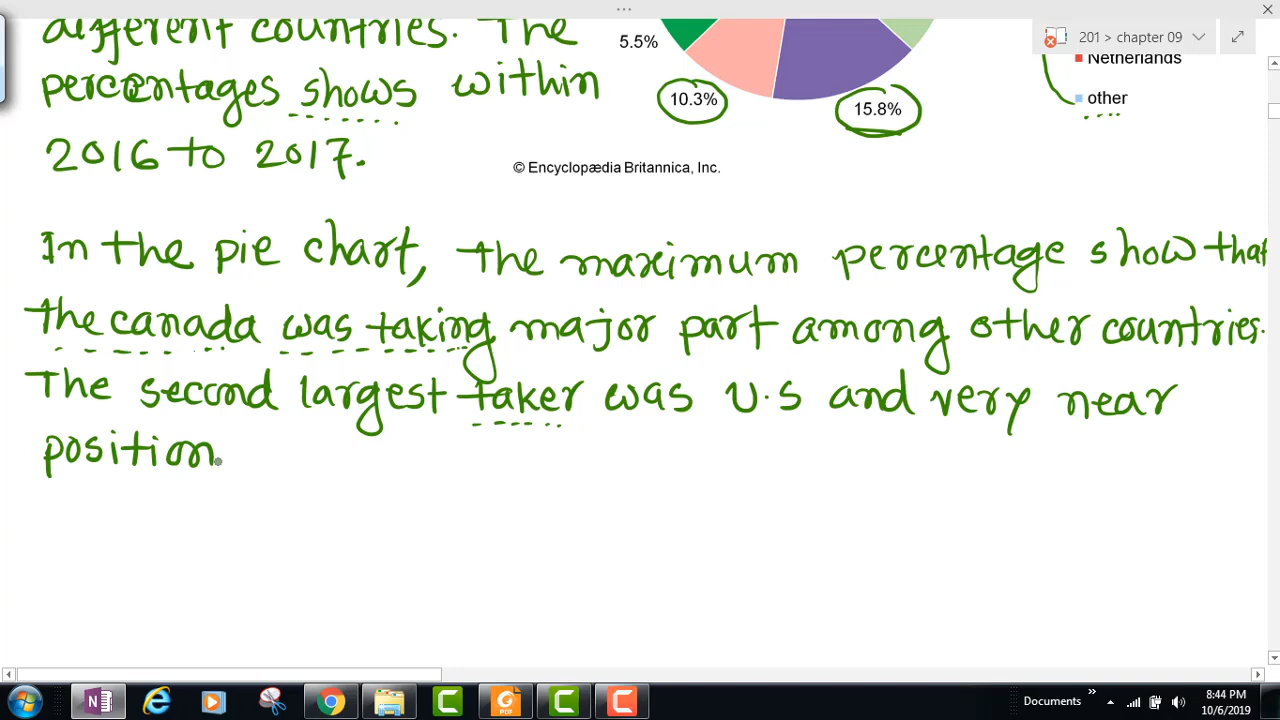 different countries. The
5.5%
201 > chapter 09
Netherlands
percentages shows within
10.3%
15.8%
other
2016 to 2017.
© Encyclopædia Britannica, Inc.
In the pie chart, the maximum percentage show that
the canada was taking major part among other countries.
The second largest taker was U.S and very near
position
Documents
8:44 PM
10/6/2019